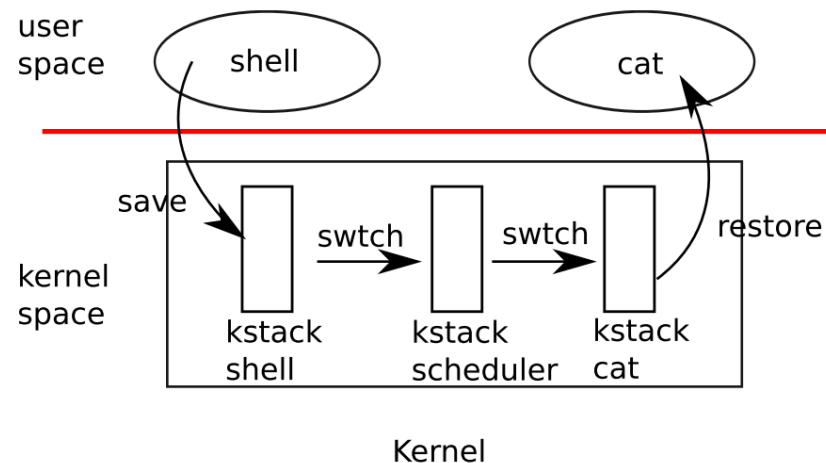 user
space
shell
cat
save
swtch
swtch
restore
kernel
space
kstack
shell
kstack
scheduler
kstack
cat
Kernel